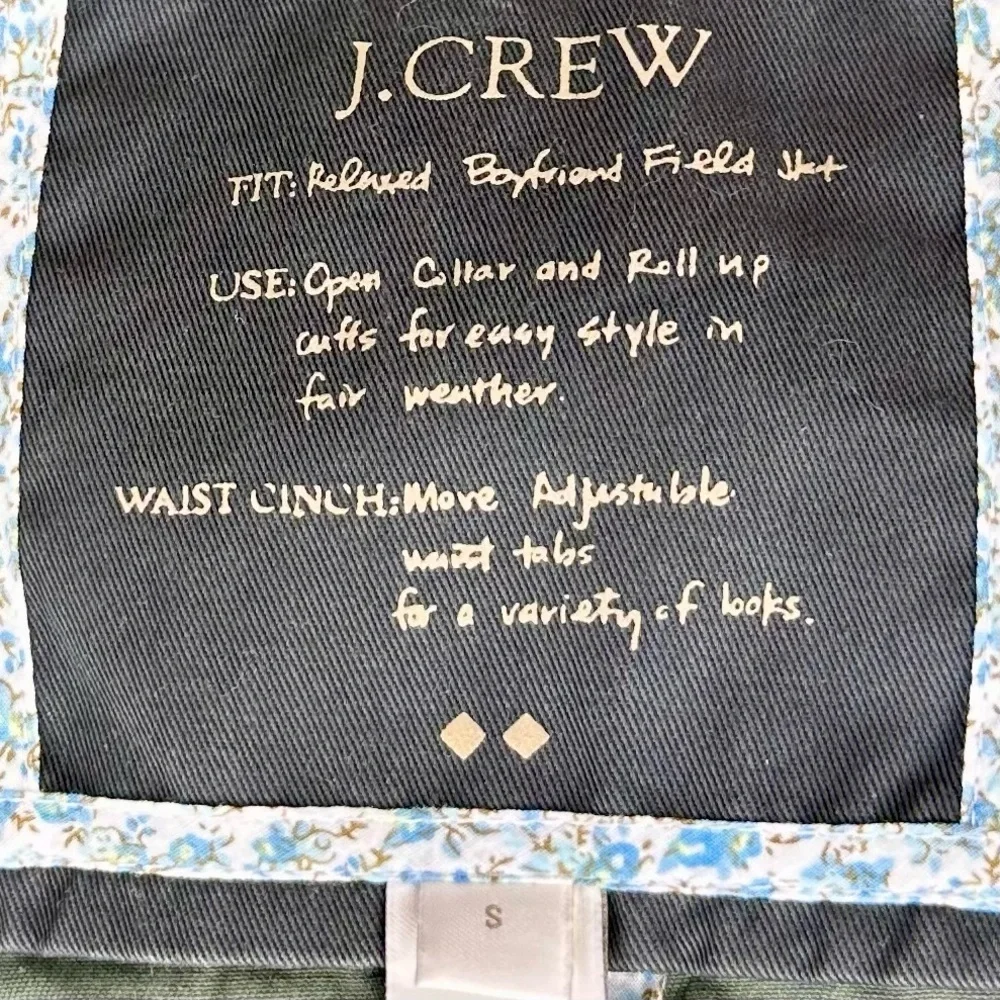 J.CREW
FIT: Relaxed Boyfriend Field Jkt
USE: Open Collar and Roll up
cuffs for easy style in
fair weather.
WAIST CINCH: Move Adjustable
waist tabs
for a variety of looks.
S